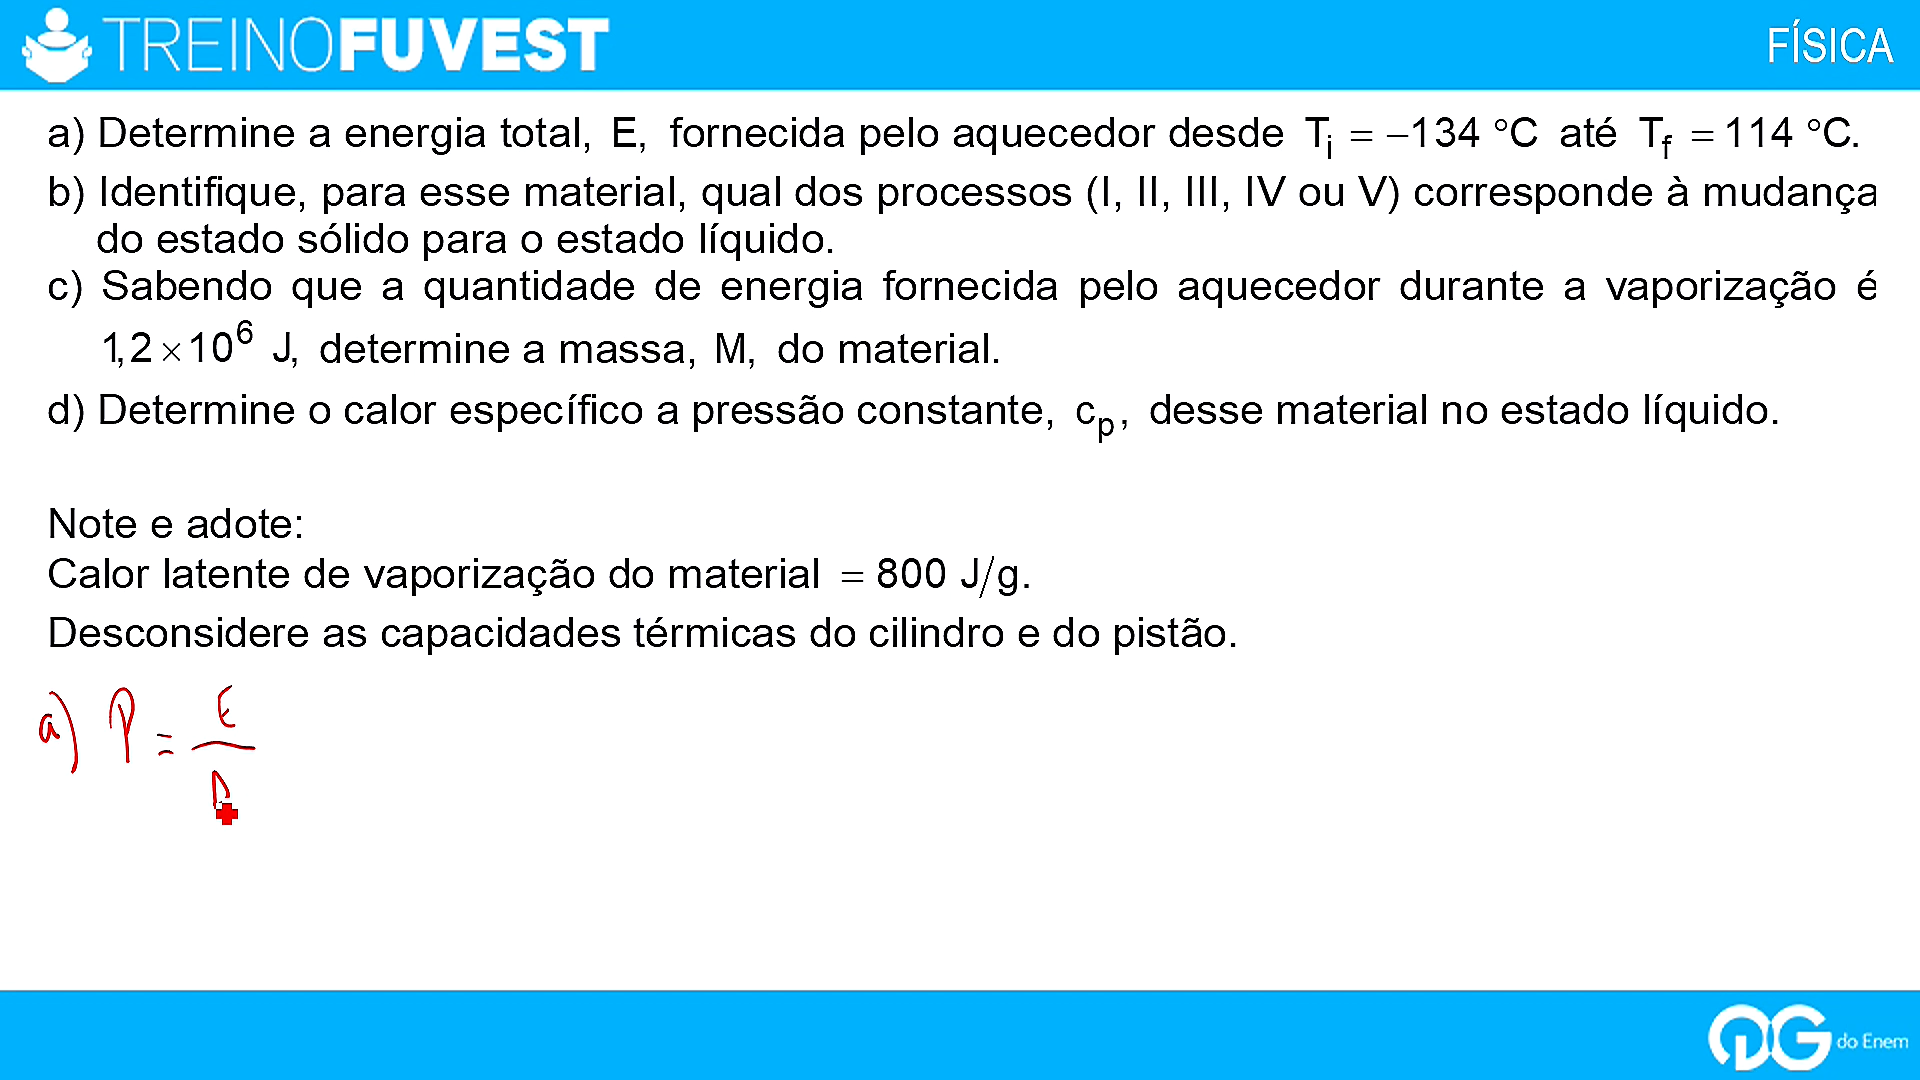 TREINOFUVEST
FÍSICA
a) Determine a energia total, E, fornecida pelo aquecedor desde Ti = –134 °C até Tf = 114 °C.
b) Identifique, para esse material, qual dos processos (I, II, III, IV ou V) corresponde à mudança
do estado sólido para o estado líquido.
c) Sabendo que a quantidade de energia fornecida pelo aquecedor durante a vaporização é
1,2×10⁶ J, determine a massa, M, do material.
d) Determine o calor específico a pressão constante, cp, desse material no estado líquido.
Note e adote:
Calor latente de vaporização do material = 800 J/g.
Desconsidere as capacidades térmicas do cilindro e do pistão.
a) P = E
QG do Enem